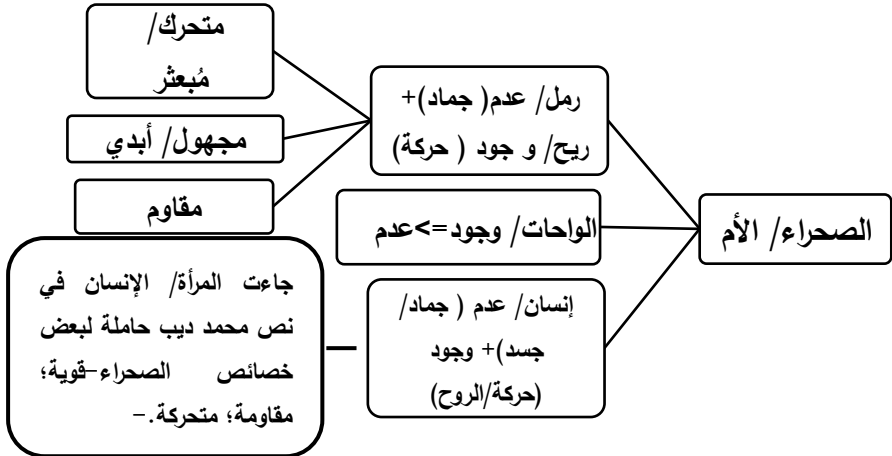 الصحراء/ الأم
رمل/ عدم( جماد)+
ريح/ و جود ( حركة)
متحرك/
مُبعثر
مجهول/ أبدي
مقاوم
الواحات/ وجود=>عدم
إنسان/ عدم ( جماد/
جسد)+ وجود
(حركة/الروح)
جاءت المرأة/ الإنسان في
نص محمد ديب حاملة لبعض
خصائص الصحراء-قوية؛
مقاومة؛ متحركة.-